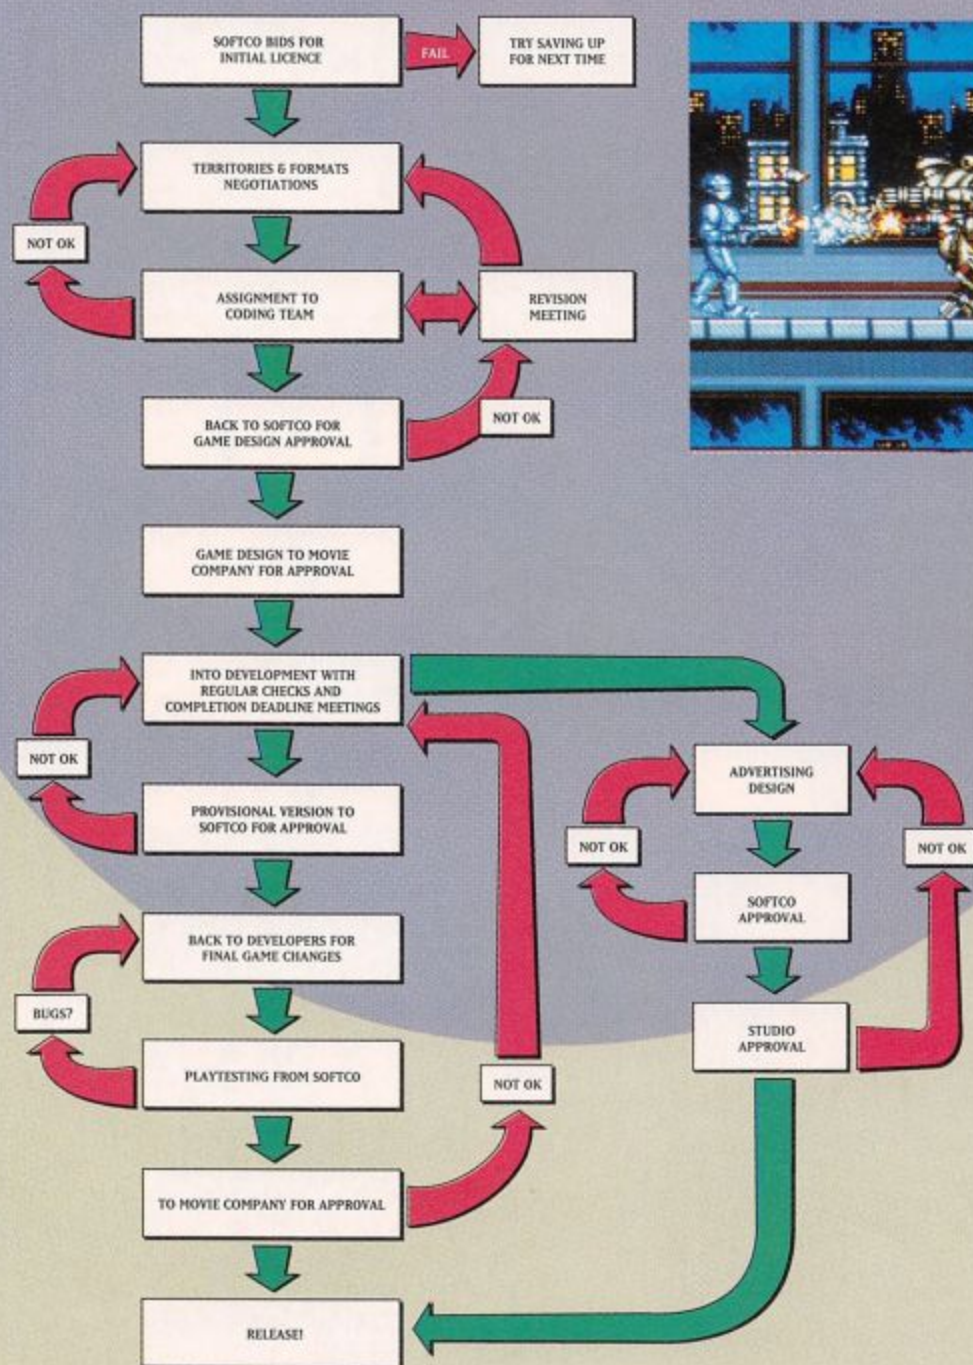 SOFTCO BIDS FOR
INITIAL LICENCE
FAIL
TRY SAVING UP
FOR NEXT TIME
TERRITORIES & FORMATS
NEGOTIATIONS
NOT OK
ASSIGNMENT TO
CODING TEAM
REVISION
MEETING
BACK TO SOFTCO FOR
GAME DESIGN APPROVAL
NOT OK
GAME DESIGN TO MOVIE
COMPANY FOR APPROVAL
INTO DEVELOPMENT WITH
REGULAR CHECKS AND
COMPLETION DEADLINE MEETINGS
NOT OK
PROVISIONAL VERSION TO
SOFTCO FOR APPROVAL
ADVERTISING
DESIGN
NOT OK
NOT OK
SOFTCO
APPROVAL
BACK TO DEVELOPERS FOR
FINAL GAME CHANGES
BUGS?
STUDIO
APPROVAL
PLAYTESTING FROM SOFTCO
NOT OK
TO MOVIE COMPANY FOR APPROVAL
RELEASE!